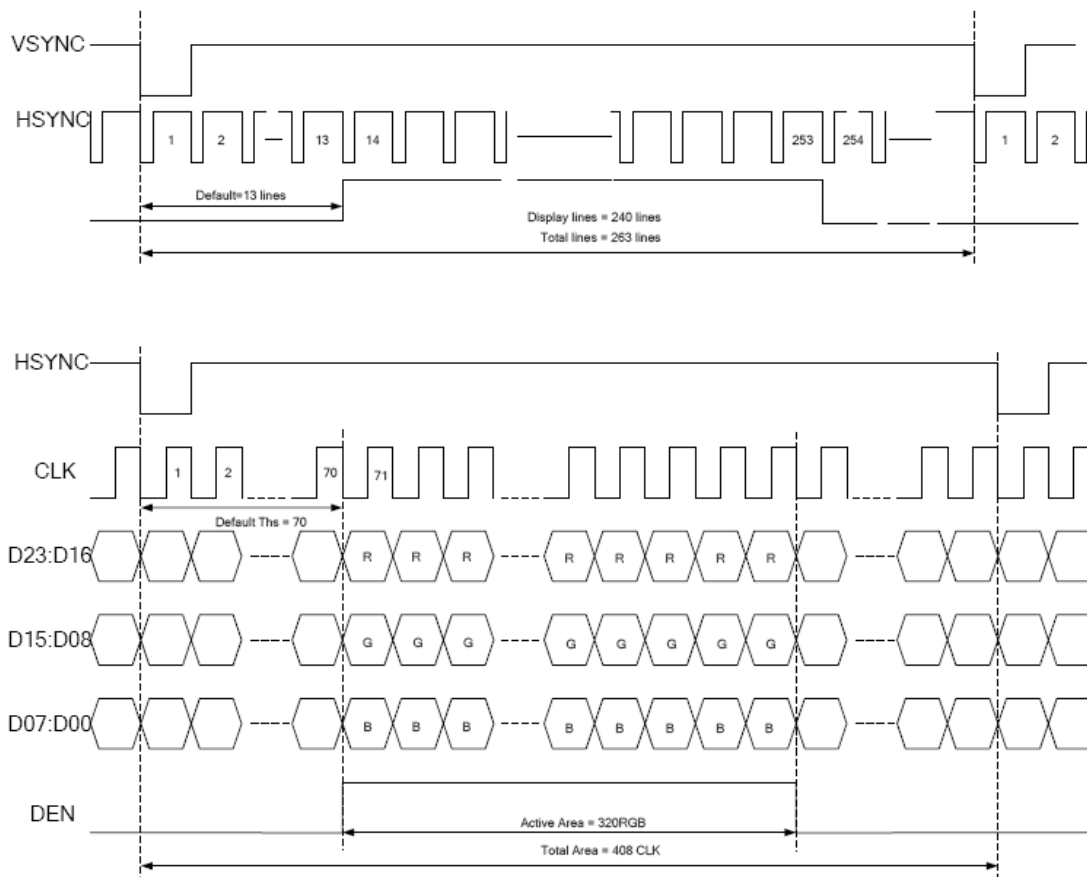 VSYNC
HSYNC
1 2 13 14 253 254 1 2
Default=13 lines
Display lines = 240 lines
Total lines = 263 lines
HSYNC
CLK
1 2 70 71
Default Ths = 70
D23:D16
R R R R R R R R
D15:D08
G G G G G G G G
D07:D00
B B B B B B B B
DEN
Active Area = 320RGB
Total Area = 408 CLK